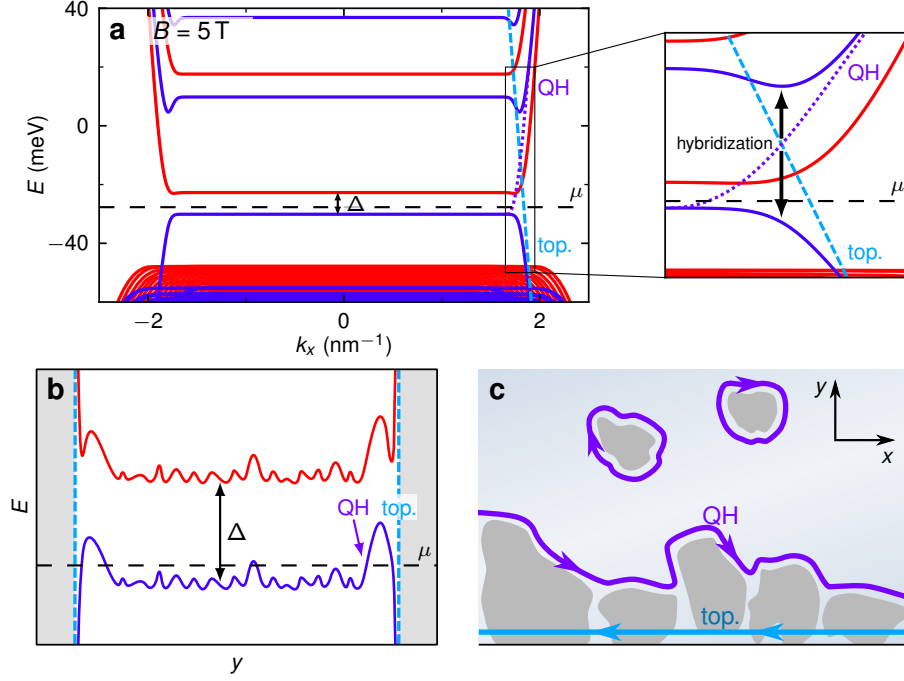 a
B = 5 T
40
0
−40
E (meV)
−2
0
2
kₓ (nm⁻¹)
Δ
μ
QH
top.
QH
hybridization
μ
top.
b
E
y
QH top.
Δ
μ
c
y
x
QH
top.